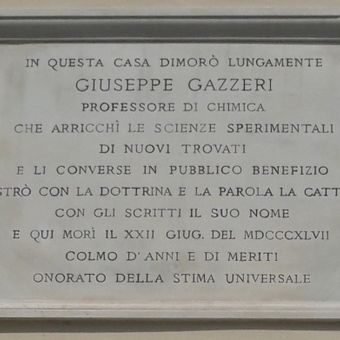 IN QUESTA CASA DIMORÒ LUNGAMENTE
GIUSEPPE GAZZERI
PROFESSORE DI CHIMICA
CHE ARRICCHÌ LE SCIENZE SPERIMENTALI
DI NUOVI TROVATI
E LI CONVERSE IN PUBBLICO BENEFIZIO
STRÒ CON LA DOTTRINA E LA PAROLA LA CATT
CON GLI SCRITTI IL SUO NOME
E QUI MORÌ IL XXII GIUG. DEL MDCCCXLVII
COLMO D'ANNI E DI MERITI
ONORATO DELLA STIMA UNIVERSALE